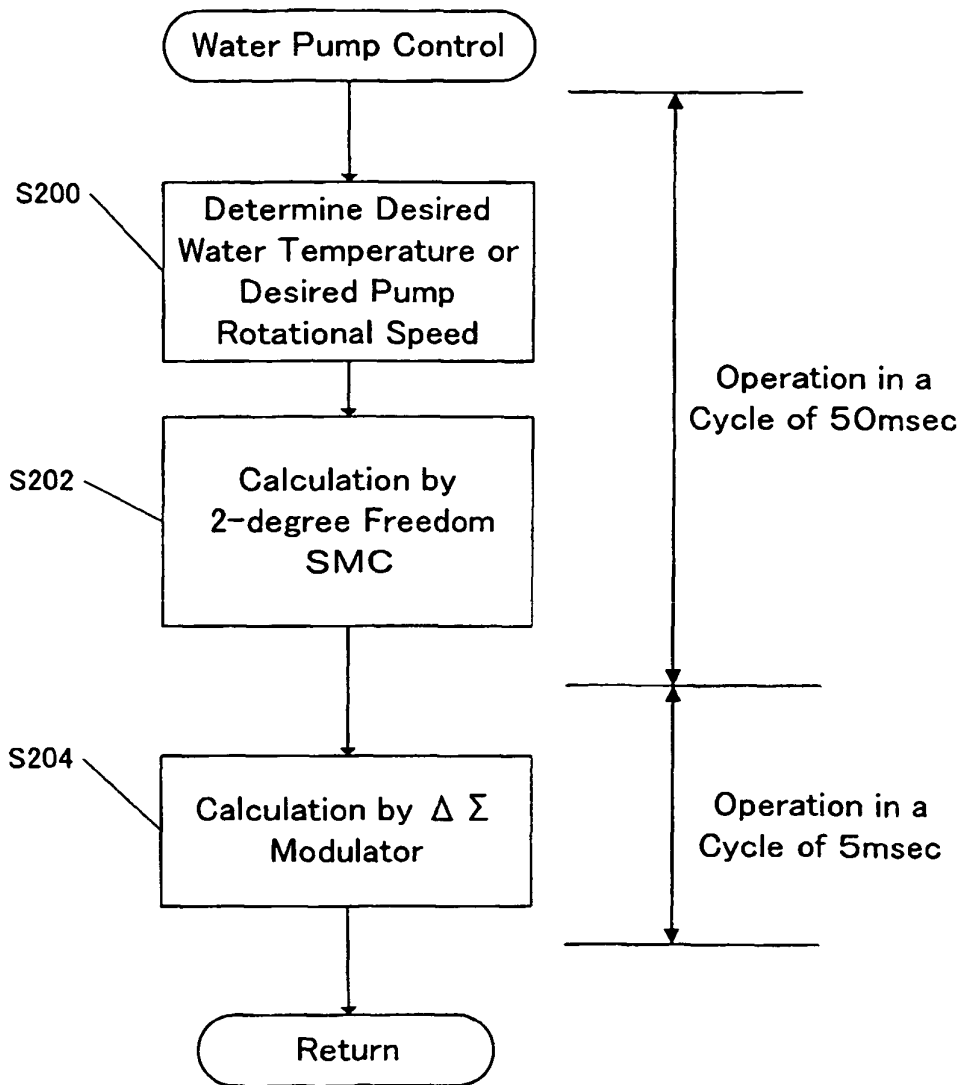 Water Pump Control
S200
Determine Desired
Water Temperature or
Desired Pump
Rotational Speed
Operation in a
Cycle of 50msec
S202
Calculation by
2-degree Freedom
SMC
S204
Calculation by Δ Σ
Modulator
Operation in a
Cycle of 5msec
Return